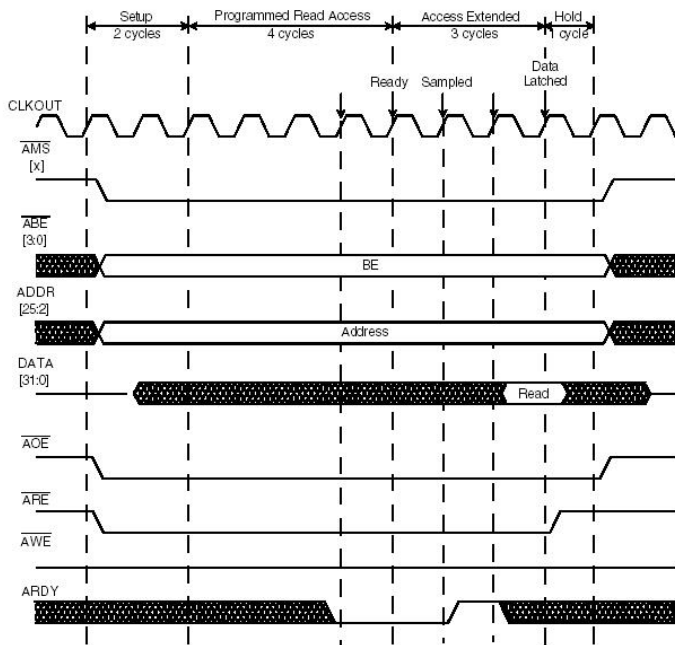 Setup
2 cycles
Programmed Read Access
4 cycles
Access Extended
3 cycles
Hold
1 cycle
Ready
Sampled
Data
Latched
CLKOUT
AMS
[x]
ABE
[3:0]
BE
ADDR
[25:2]
Address
DATA
[31:0]
Read
AOE
ARE
AWE
ARDY